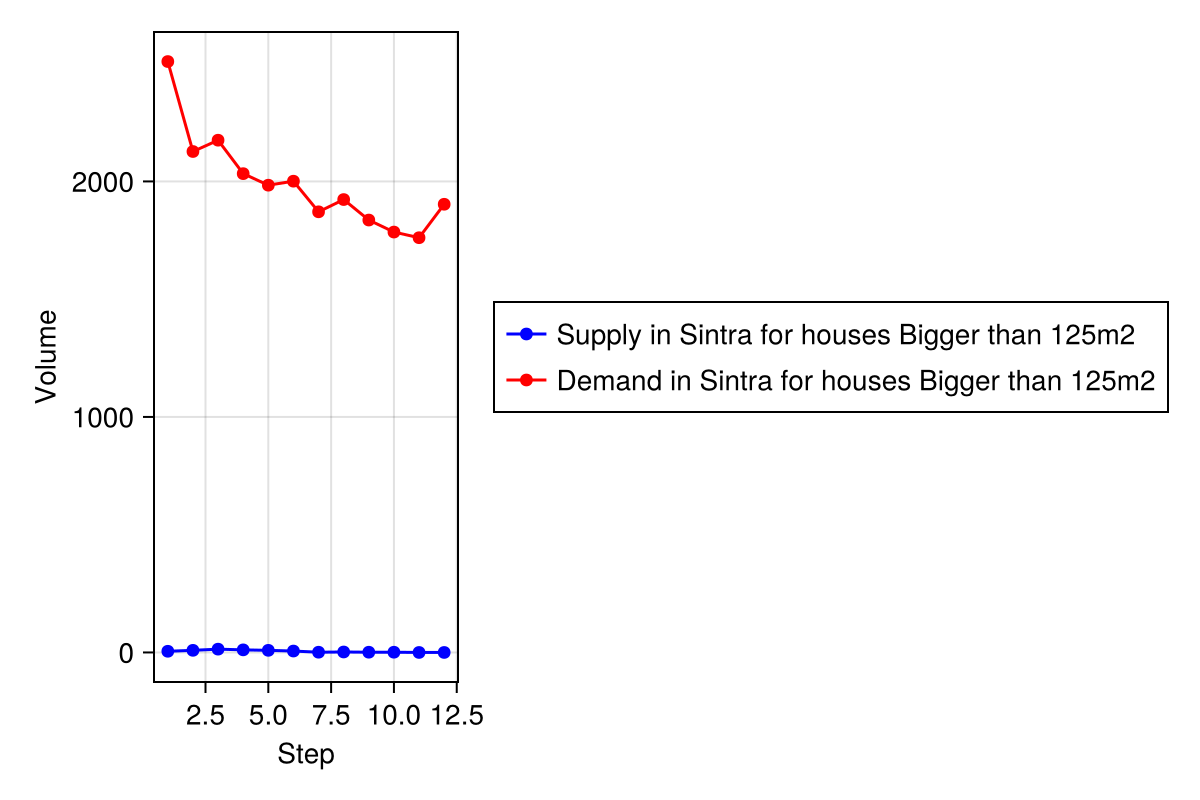 Volume
2000
1000
0
2.5 5.0 7.5 10.0 12.5
Step
Supply in Sintra for houses Bigger than 125m2
Demand in Sintra for houses Bigger than 125m2